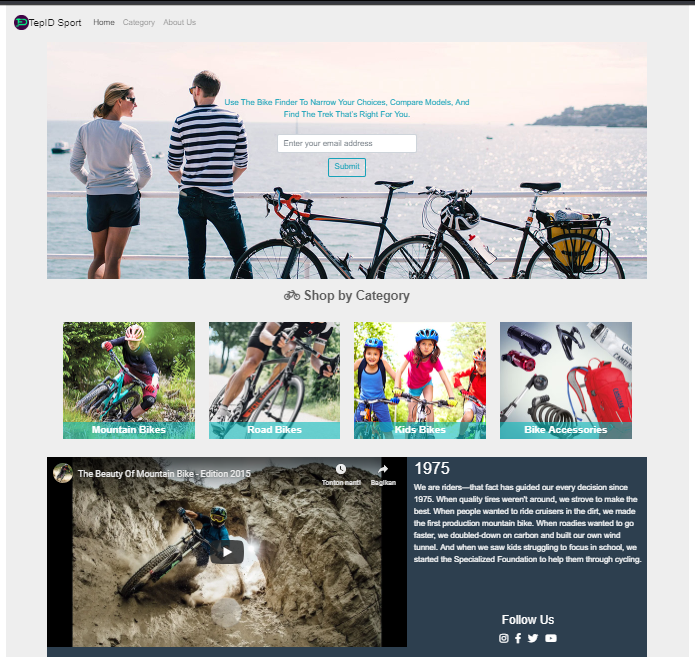 TepID Sport Home Category About Us
Use The Bike Finder To Narrow Your Choices, Compare Models, And
Find The Trek That's Right For You.
Enter your email address
Submit
Shop by Category
Mountain Bikes
Road Bikes
Kids Bikes
Bike Accessories
CAMELBAK
The Beauty Of Mountain Bike - Edition 2015
Tonton nanti
Bagikan
1975
We are riders—that fact has guided our every decision since
1975. When quality tires weren't around, we strove to make the
best. When people wanted to ride cruisers in the dirt, we made
the first production mountain bike. When roadies wanted to go
faster, we doubled-down on carbon and built our own wind
tunnel. And when we saw kids struggling to focus in school, we
started the Specialized Foundation to help them through cycling.
Follow Us